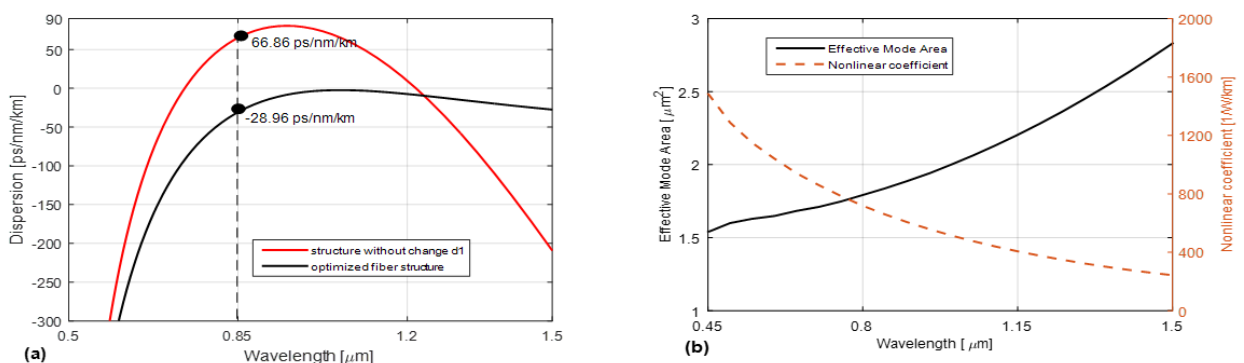 90
50
0
-50
-100
-150
-200
-250
-300
Dispersion [ps/nm/km]
66.86 ps/nm/km
-28.96 ps/nm/km
structure without change d1
optimized fiber structure
0.5
0.85
1.2
1.5
(a)
Wavelength [ μm]
3
2.5
2
1.5
1
Effective Mode Area [ μm²]
Effective Mode Area
Nonlinear coefficient
2000
1600
1200
800
400
0
Nonlinear coefficient [1/W/km]
0.45
0.8
1.15
1.5
(b)
Wavelength [ μm]